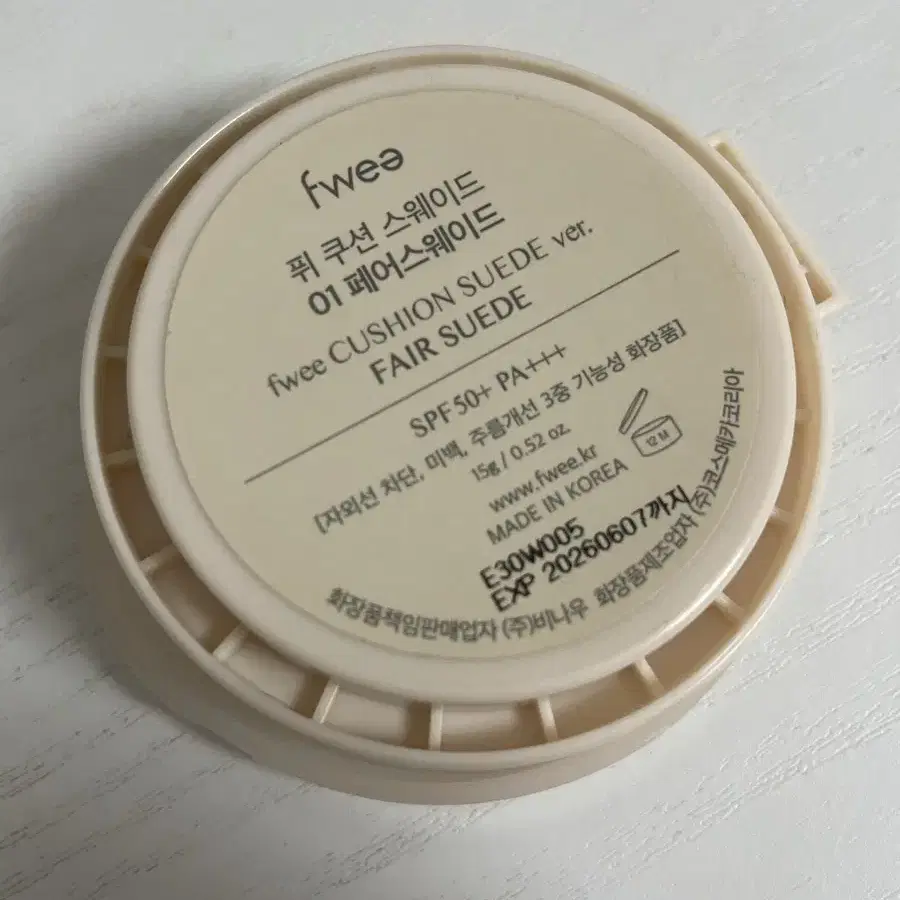 fwee
퓌 쿠션 스웨이드
01 페어스웨이드
fwee CUSHION SUEDE ver.
FAIR SUEDE
SPF 50+ PA+++
[자외선 차단, 미백, 주름개선 3중 기능성 화장품]
15g / 0.52 oz.
www.fwee.kr
MADE IN KOREA
12 M
E30W005
EXP 20260607까지
화장품책임판매업자 (주)비나우 화장품제조업자 (주)코스메카코리아